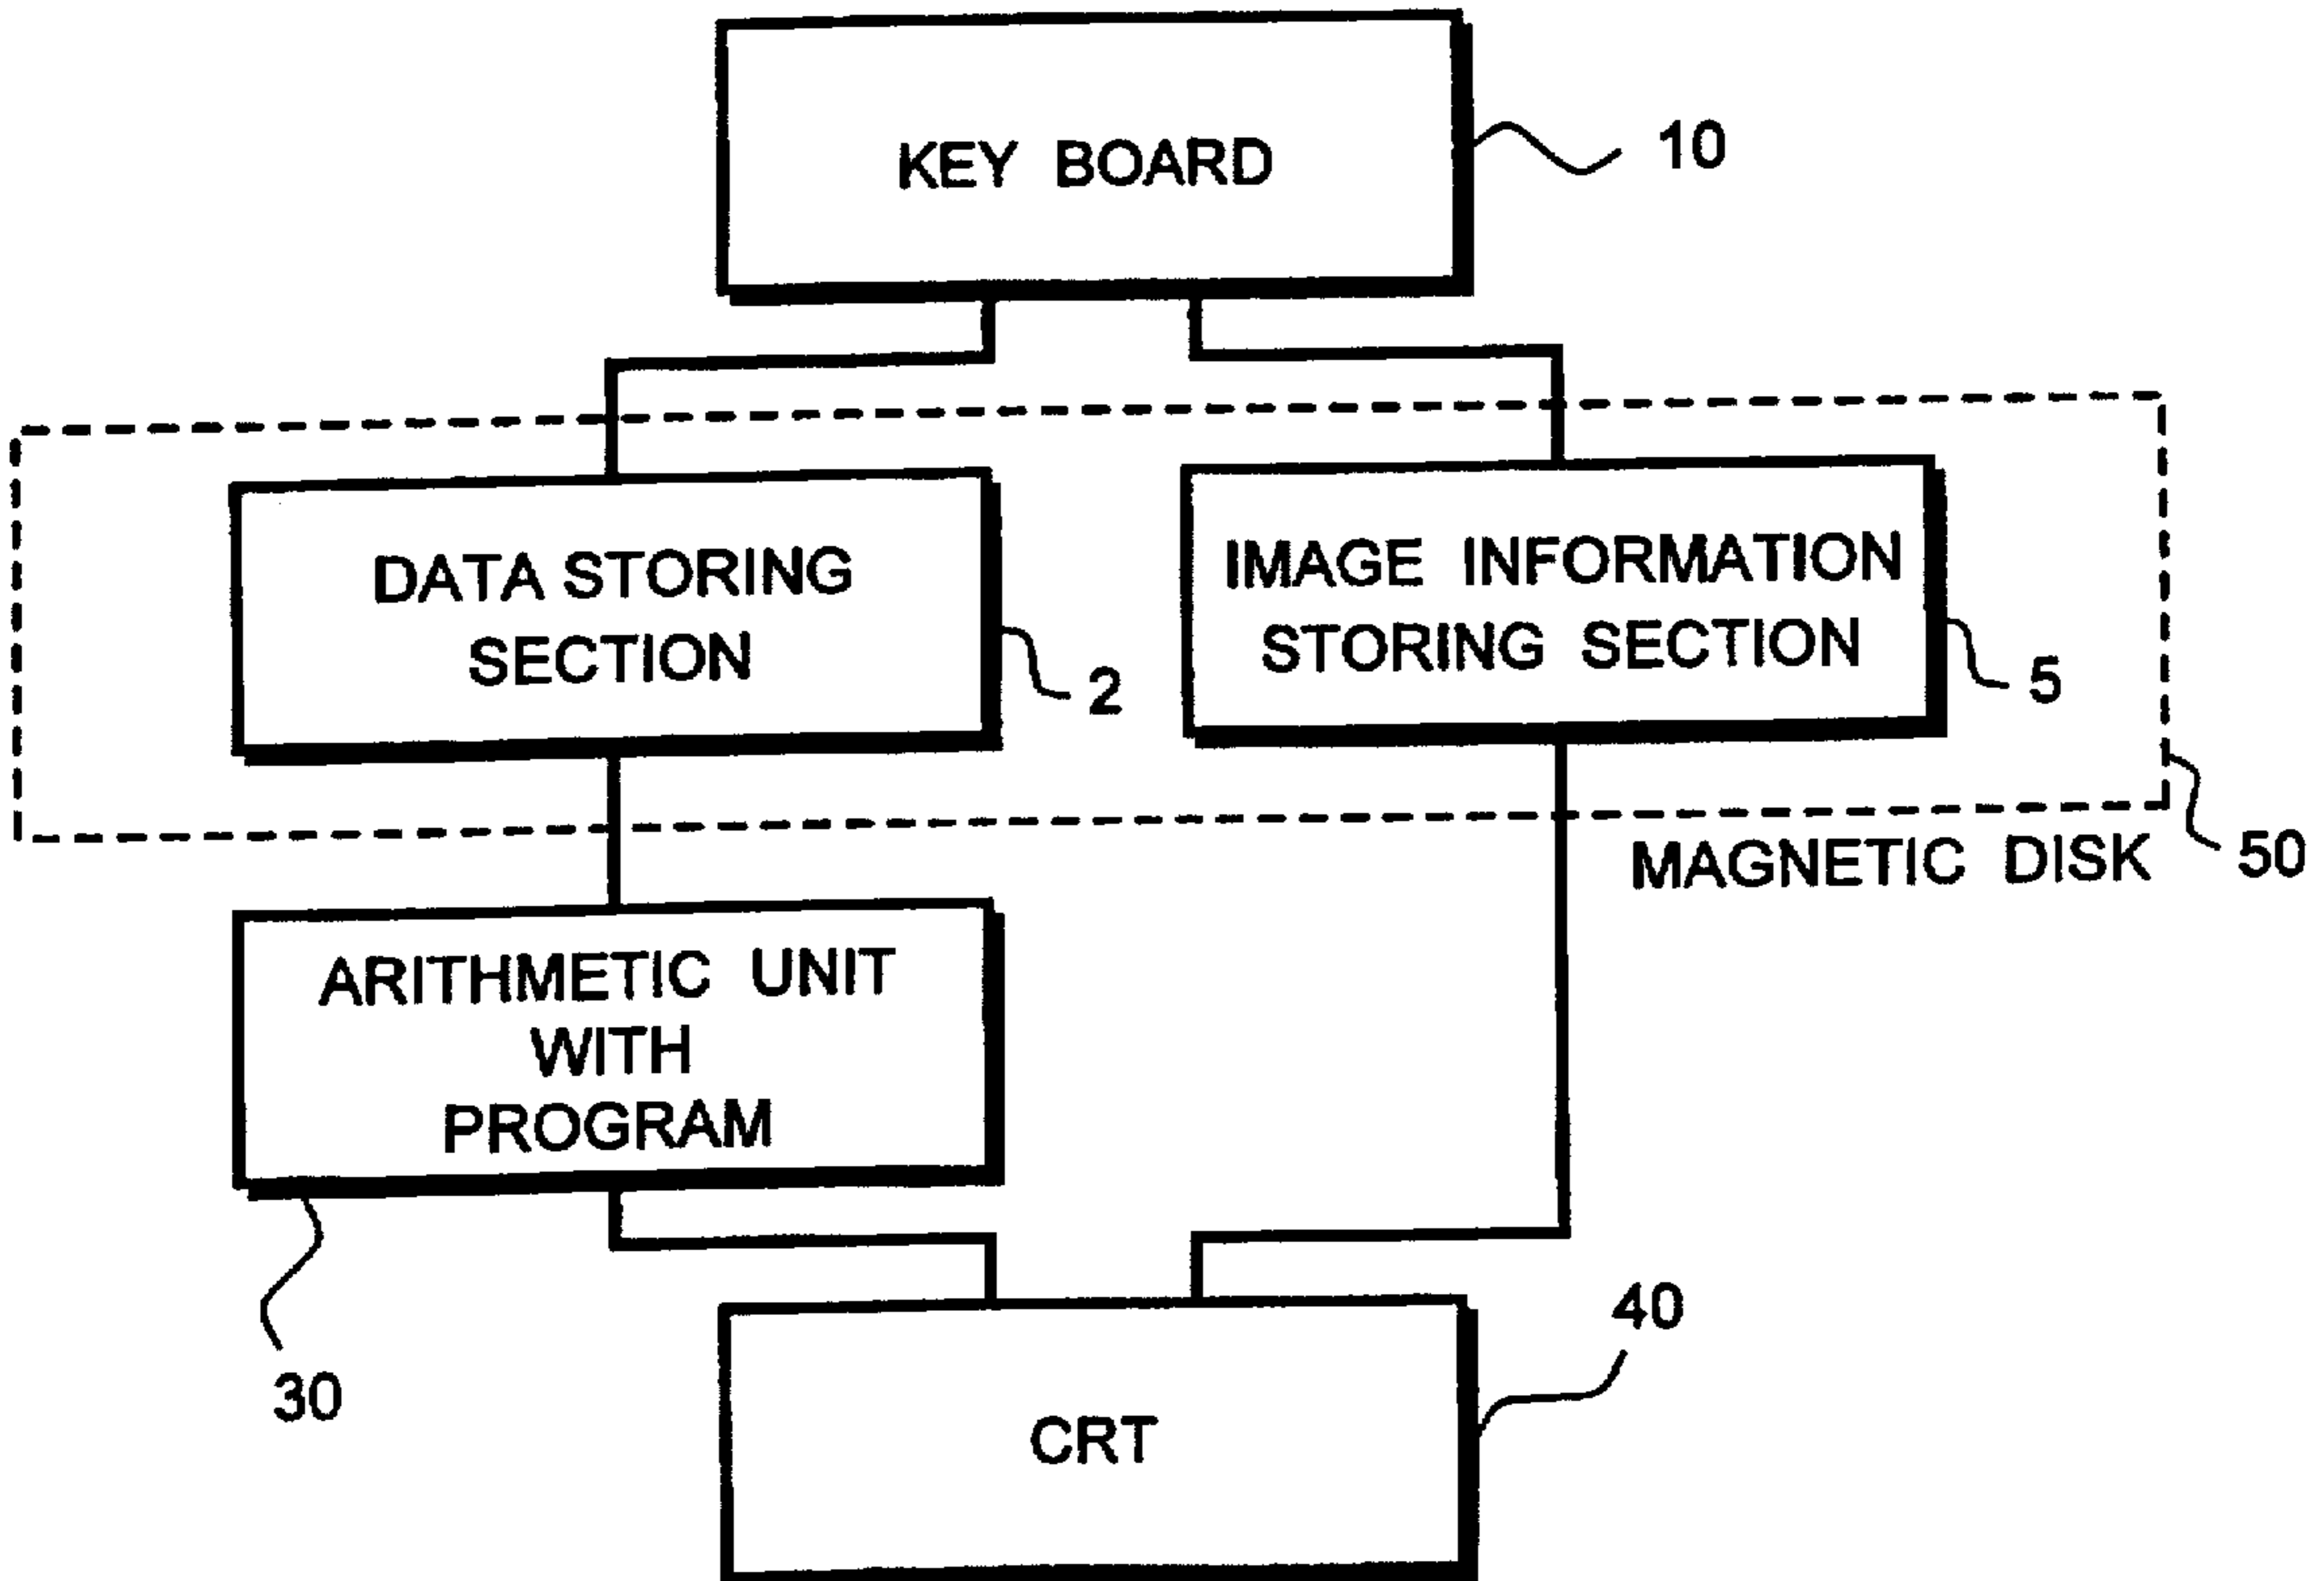 KEY BOARD
10
DATA STORING
SECTION
2
IMAGE INFORMATION
STORING SECTION
5
MAGNETIC DISK
50
ARITHMETIC UNIT
WITH
PROGRAM
30
40
CRT